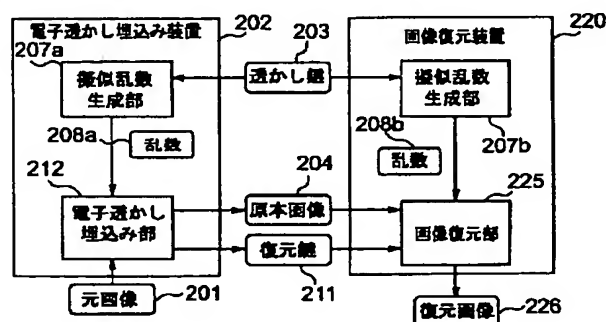 電子透かし埋込み装置
202
207a
擬似乱数
生成部
208a
乱数
212
電子透かし
埋込み部
元画像
201
203
透かし鍵
204
原本画像
復元鍵
211
画像復元装置
220
擬似乱数
生成部
208b
乱数
207b
225
画像復元部
復元画像
226